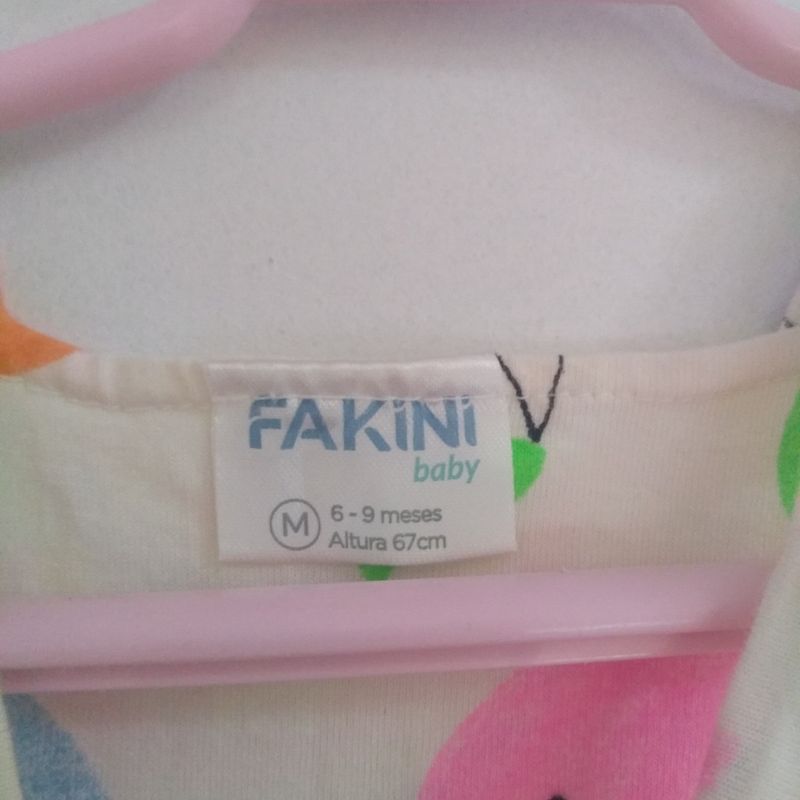 FAKINI
baby
M
6 - 9 meses
Altura 67cm